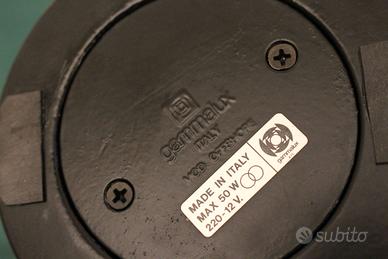 gammalux
ITALY
MADE IN ITALY
MAX 50 W
220-12 V.
gammalux
subito